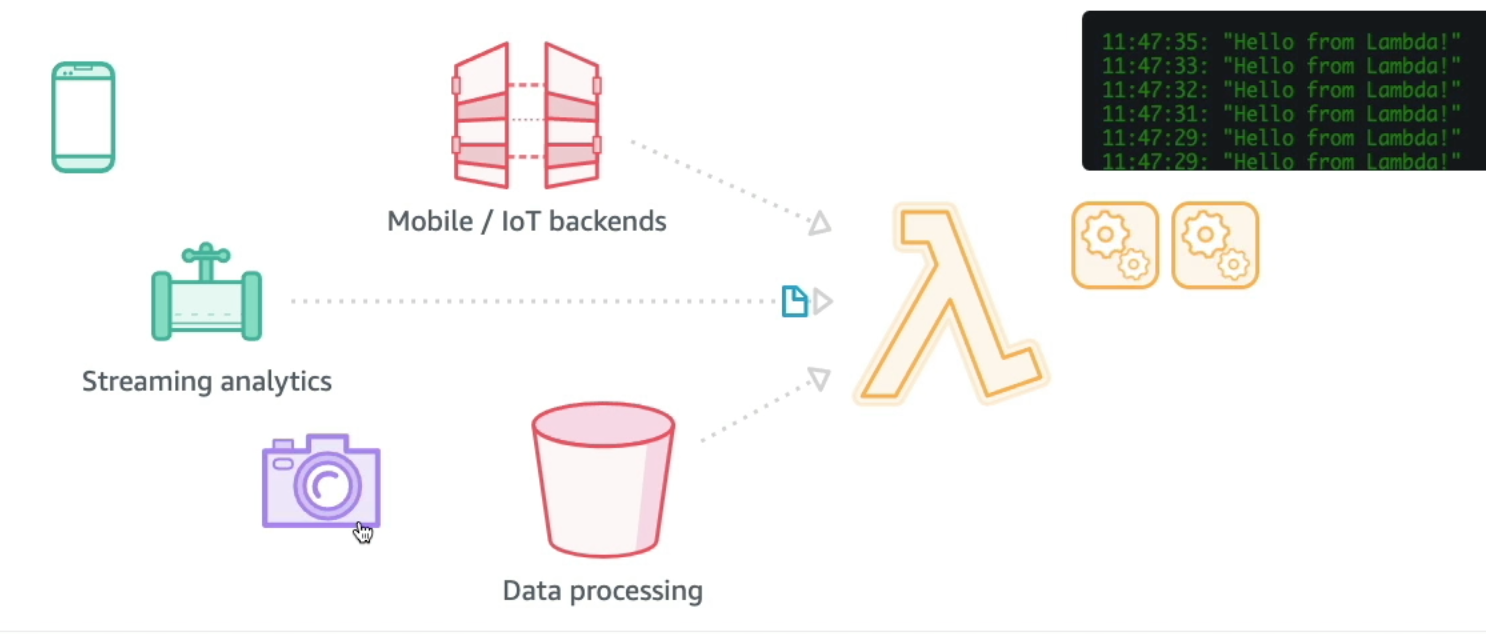 11:47:35: "Hello from Lambda!"
11:47:33: "Hello from Lambda!"
11:47:32: "Hello from Lambda!"
11:47:31: "Hello from Lambda!"
11:47:29: "Hello from Lambda!"
11:47:29: "Hello from Lambda!"
Mobile / IoT backends
Streaming analytics
Data processing